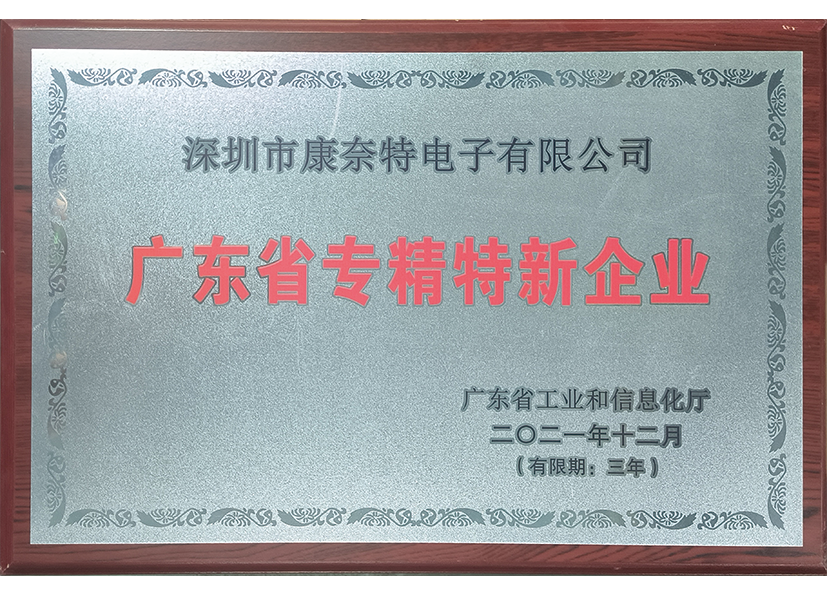 深圳市康奈特电子有限公司
广东省专精特新企业
广东省工业和信息化厅
二〇二一年十二月
（有限期：三年）